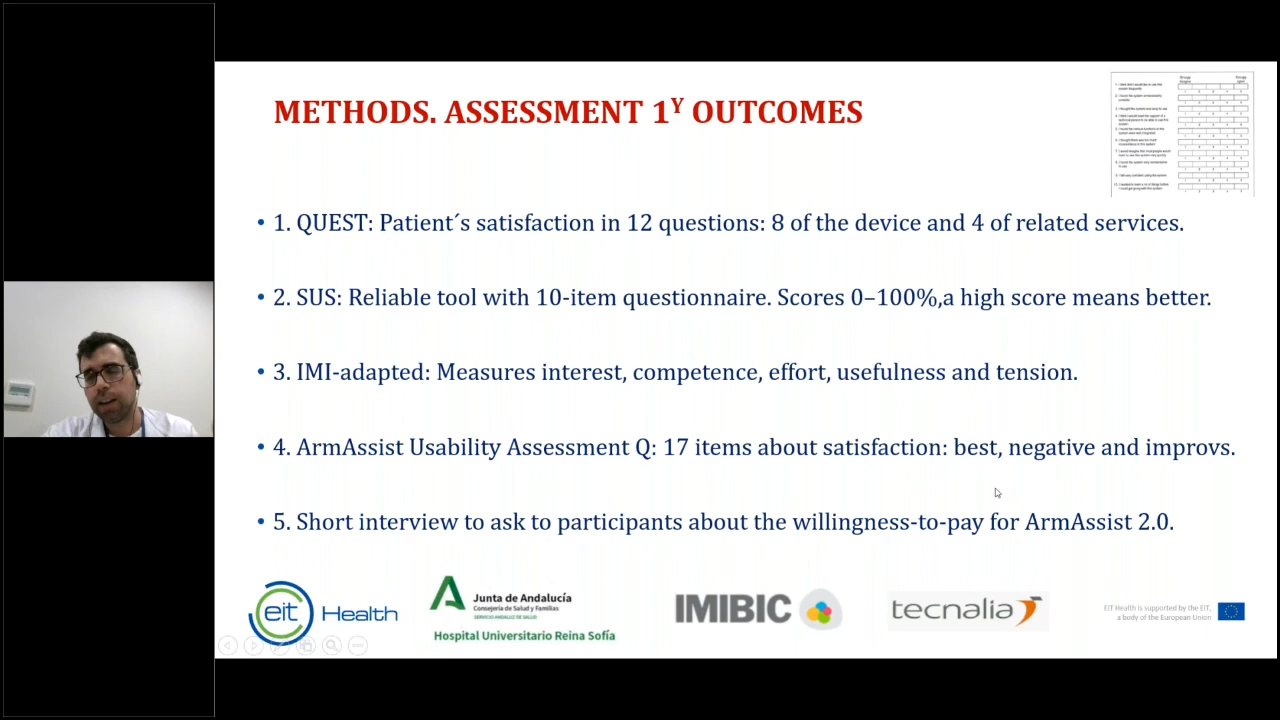 METHODS. ASSESSMENT 1Y OUTCOMES
• 1. QUEST: Patient´s satisfaction in 12 questions: 8 of the device and 4 of related services.
• 2. SUS: Reliable tool with 10-item questionnaire. Scores 0–100%,a high score means better.
• 3. IMI-adapted: Measures interest, competence, effort, usefulness and tension.
• 4. ArmAssist Usability Assessment Q: 17 items about satisfaction: best, negative and improvs.
• 5. Short interview to ask to participants about the willingness-to-pay for ArmAssist 2.0.
eit Health
Junta de Andalucía
Consejería de Salud y Familias
SERVICIO ANDALUZ DE SALUD
Hospital Universitario Reina Sofía
IMIBIC
tecnalia
EIT Health is supported by the EIT,
a body of the European Union